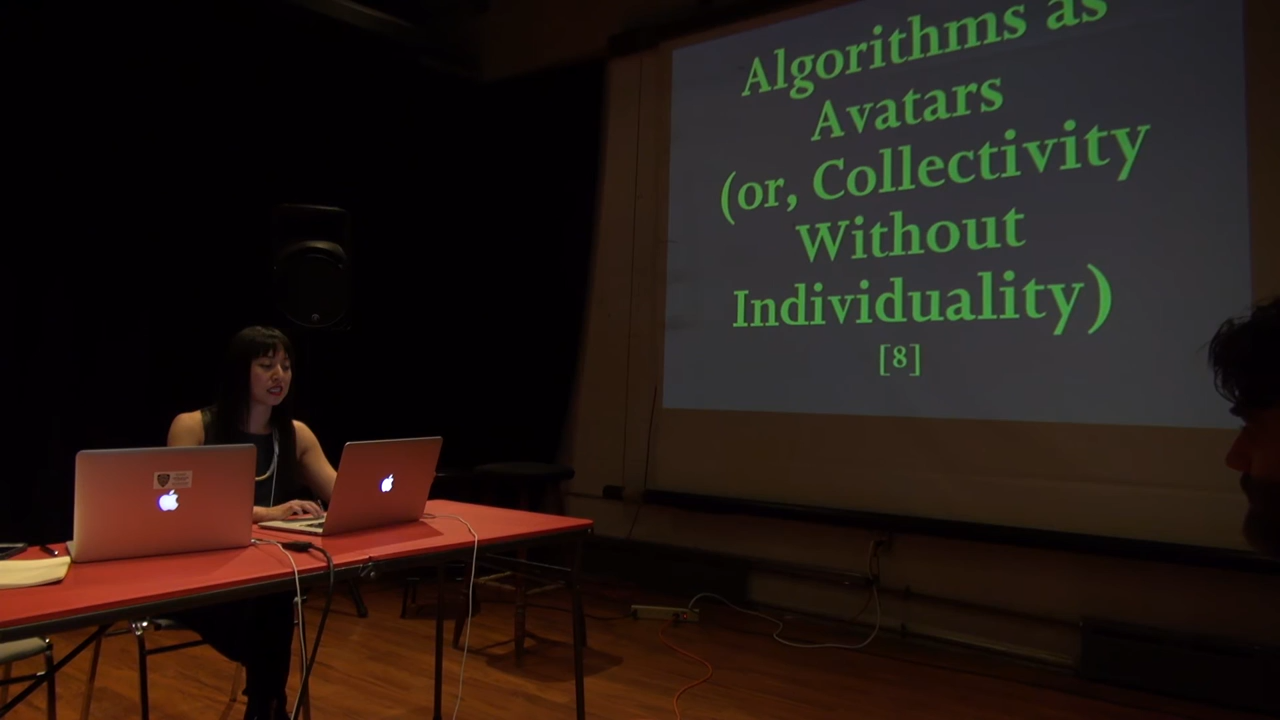 Algorithms as
Avatars
(or, Collectivity
Without
Individuality)
[8]